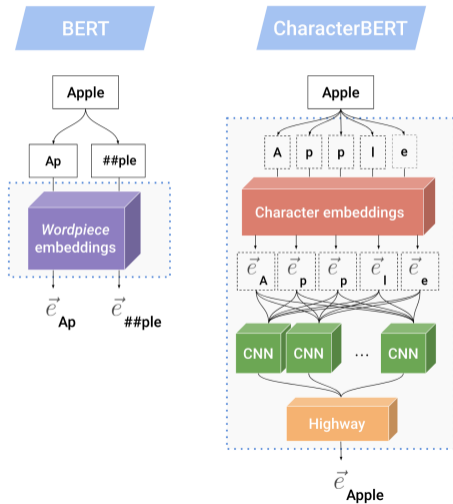 BERT
Apple
Ap ##ple
Wordpiece
embeddings
e⃗Ap e⃗##ple
CharacterBERT
Apple
A p p l e
Character embeddings
e⃗A e⃗p e⃗p e⃗l e⃗e
CNN CNN ... CNN
Highway
e⃗Apple